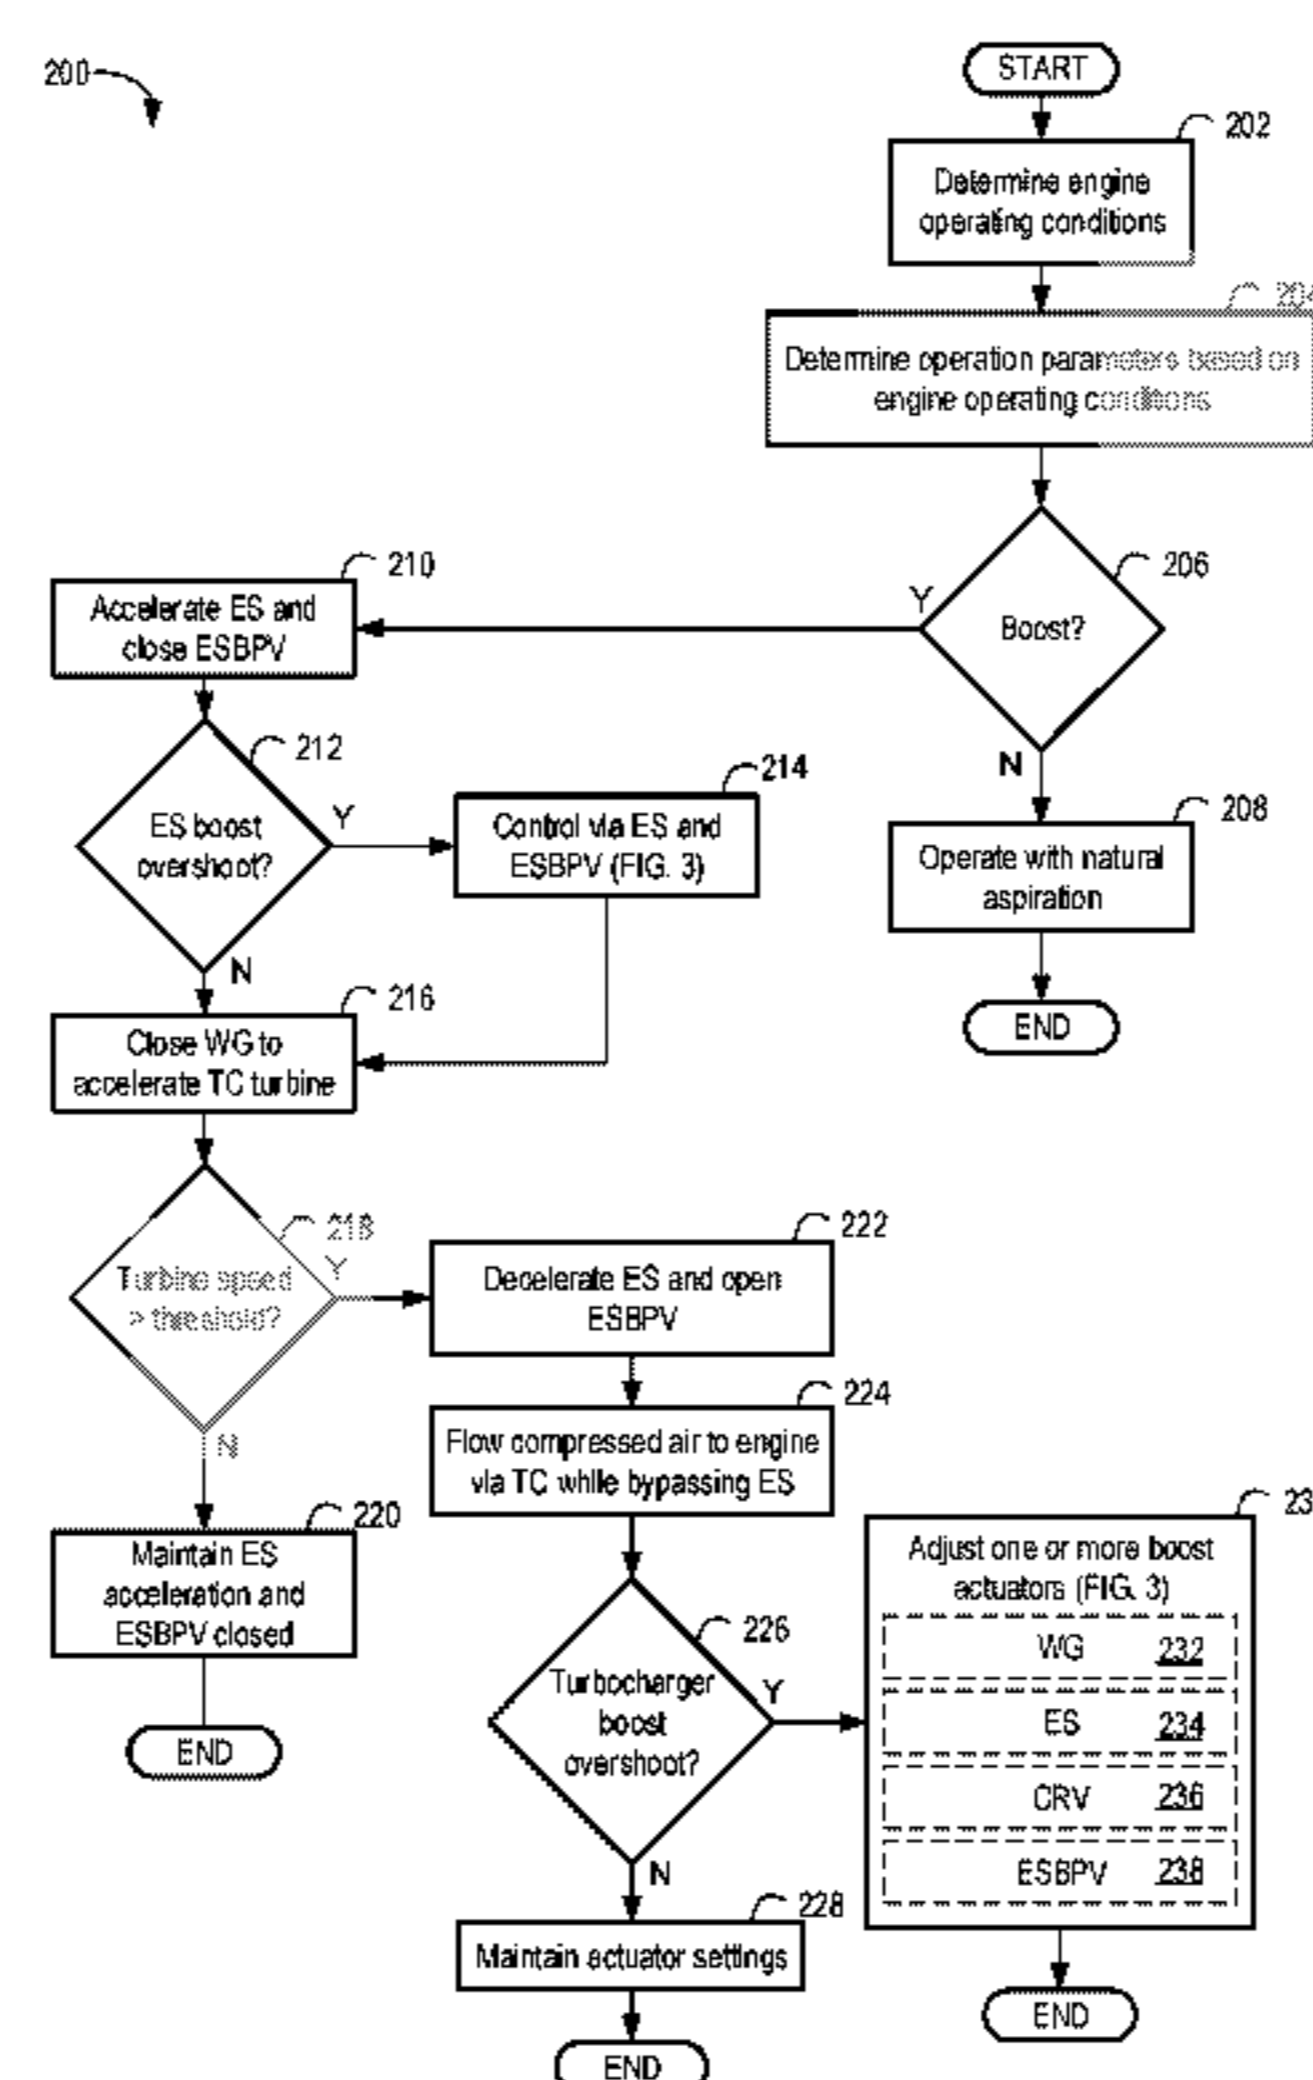 200
START
202
Determine engine
operating conditions
Determine operation parameters based on
engine operating conditions
206
Boost?
Y
N
208
Operate with natural
aspiration
END
210
Accelerate ES and
close ESBPV
212
ES boost
overshoot?
Y
N
214
Control via ES and
ESBPV (FIG. 3)
216
Close WG to
accelerate TC turbine
218
Turbine speed
> threshold?
Y
N
220
Maintain ES
acceleration and
ESBPV closed
END
222
Decelerate ES and open
ESBPV
224
Flow compressed air to engine
via TC while bypassing ES
226
Turbocharger
boost
overshoot?
Y
N
228
Maintain actuator settings
END
23
Adjust one or more boost
actuators (FIG. 3)
WG 232
ES 234
CRV 236
ESBPV 238
END